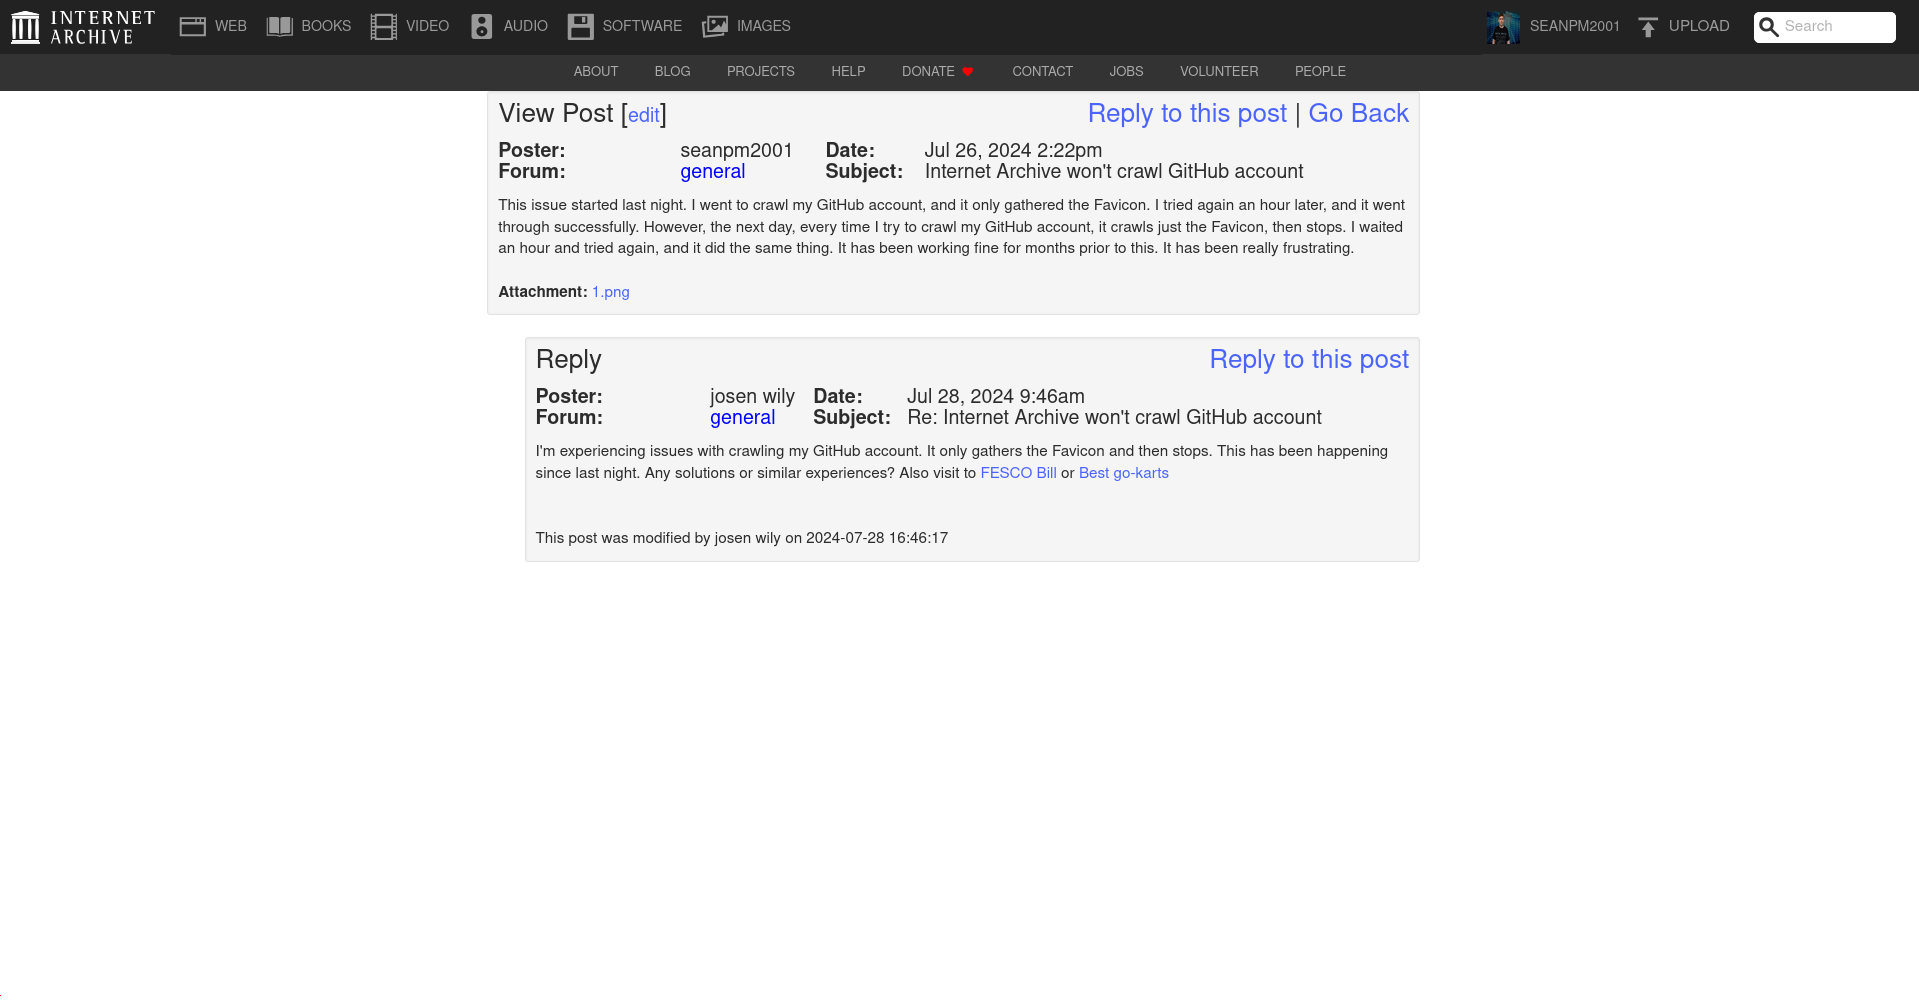 INTERNET ARCHIVE
WEB BOOKS VIDEO AUDIO SOFTWARE IMAGES SEANPM2001 UPLOAD Search
ABOUT BLOG PROJECTS HELP DONATE CONTACT JOBS VOLUNTEER PEOPLE
View Post [edit] Reply to this post | Go Back
Poster: seanpm2001 Date: Jul 26, 2024 2:22pm
Forum: general Subject: Internet Archive won't crawl GitHub account
This issue started last night. I went to crawl my GitHub account, and it only gathered the Favicon. I tried again an hour later, and it went
through successfully. However, the next day, every time I try to crawl my GitHub account, it crawls just the Favicon, then stops. I waited
an hour and tried again, and it did the same thing. It has been working fine for months prior to this. It has been really frustrating.
Attachment: 1.png
Reply Reply to this post
Poster: josen wily Date: Jul 28, 2024 9:46am
Forum: general Subject: Re: Internet Archive won't crawl GitHub account
I'm experiencing issues with crawling my GitHub account. It only gathers the Favicon and then stops. This has been happening
since last night. Any solutions or similar experiences? Also visit to FESCO Bill or Best go-karts
This post was modified by josen wily on 2024-07-28 16:46:17